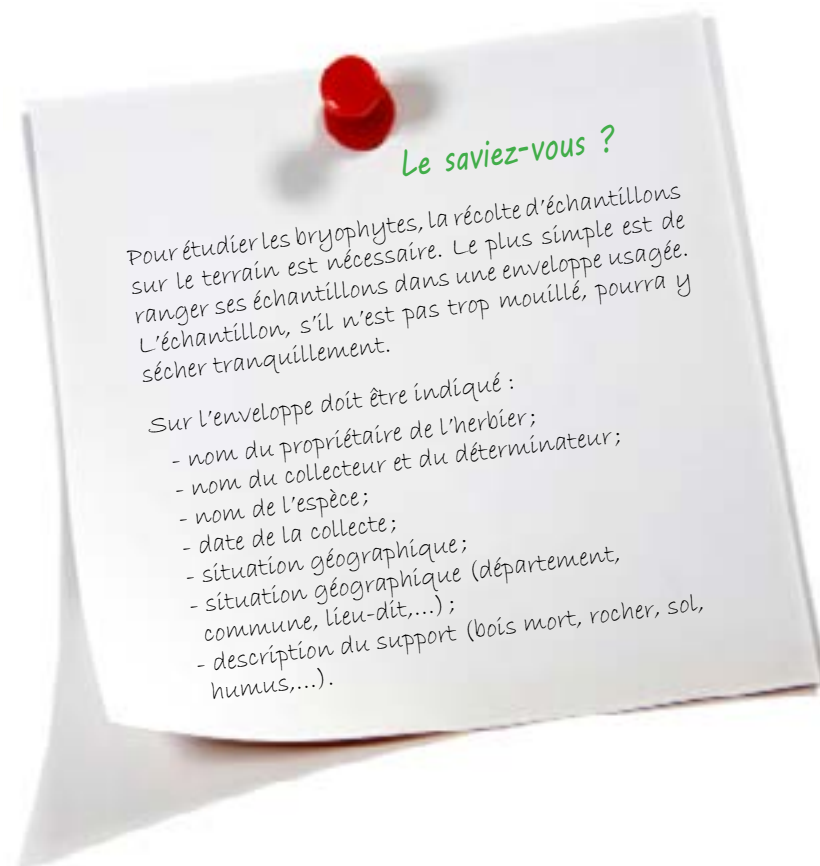 Le saviez-vous ?
Pour étudier les bryophytes, la récolte d'échantillons
sur le terrain est nécessaire. Le plus simple est de
ranger ses échantillons dans une enveloppe usagée.
L'échantillon, s'il n'est pas trop mouillé, pourra y
sécher tranquillement.
Sur l'enveloppe doit être indiqué :
- nom du propriétaire de l'herbier;
- nom du collecteur et du déterminateur;
- nom de l'espèce;
- date de la collecte;
- situation géographique;
- situation géographique (département,
commune, lieu-dit,...) ;
- description du support (bois mort, rocher, sol,
humus,...).